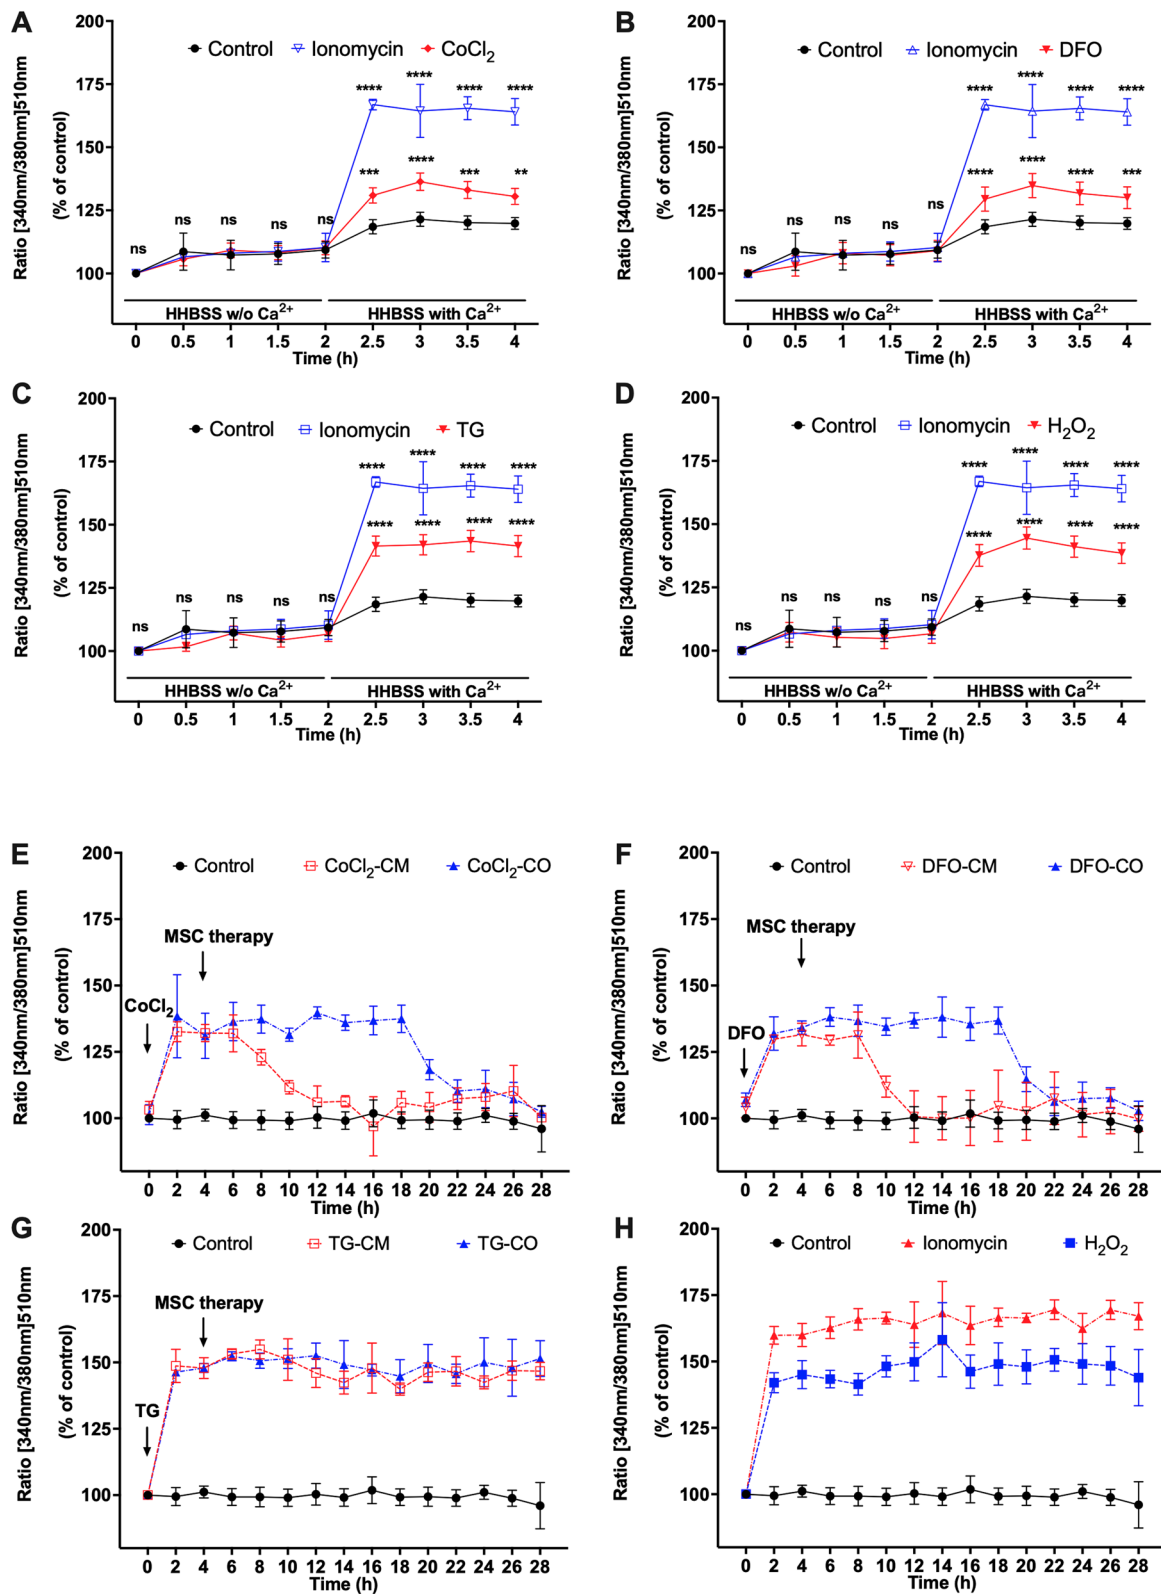 A
Control Ionomycin CoCl2
Ratio [340nm/380nm]510nm
(% of control)
200
175
150
125
100
ns ns ns ns ns
**** **** **** ****
*** **** *** **
HHBSS w/o Ca2+ HHBSS with Ca2+
0 0.5 1 1.5 2 2.5 3 3.5 4
Time (h)
B
Control Ionomycin DFO
Ratio [340nm/380nm]510nm
(% of control)
200
175
150
125
100
ns ns ns ns ns
**** **** **** ****
**** **** **** ***
HHBSS w/o Ca2+ HHBSS with Ca2+
0 0.5 1 1.5 2 2.5 3 3.5 4
Time (h)
C
Control Ionomycin TG
Ratio [340nm/380nm]510nm
(% of control)
200
175
150
125
100
ns ns ns ns ns
**** **** **** ****
**** **** **** ****
HHBSS w/o Ca2+ HHBSS with Ca2+
0 0.5 1 1.5 2 2.5 3 3.5 4
Time (h)
D
Control Ionomycin H2O2
Ratio [340nm/380nm]510nm
(% of control)
200
175
150
125
100
ns ns ns ns ns
**** **** **** ****
**** **** **** ****
HHBSS w/o Ca2+ HHBSS with Ca2+
0 0.5 1 1.5 2 2.5 3 3.5 4
Time (h)
E
Control CoCl2-CM CoCl2-CO
Ratio [340nm/380nm]510nm
(% of control)
200
175
150
125
100
MSC therapy
CoCl2
0 2 4 6 8 10 12 14 16 18 20 22 24 26 28
Time (h)
F
Control DFO-CM DFO-CO
Ratio [340nm/380nm]510nm
(% of control)
200
175
150
125
100
MSC therapy
DFO
0 2 4 6 8 10 12 14 16 18 20 22 24 26 28
Time (h)
G
Control TG-CM TG-CO
Ratio [340nm/380nm]510nm
(% of control)
200
175
150
125
100
MSC therapy
TG
0 2 4 6 8 10 12 14 16 18 20 22 24 26 28
Time (h)
H
Control Ionomycin H2O2
Ratio [340nm/380nm]510nm
(% of control)
200
175
150
125
100
0 2 4 6 8 10 12 14 16 18 20 22 24 26 28
Time (h)